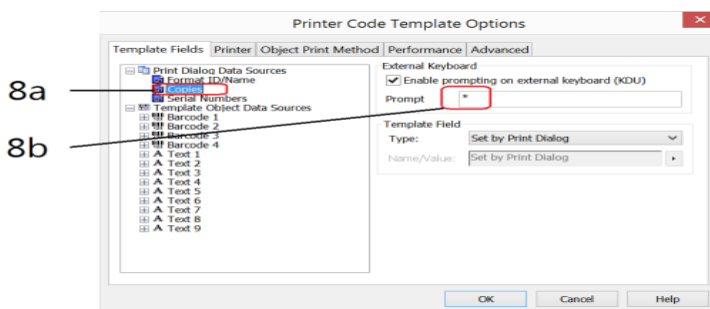 Printer Code Template Options
Template Fields Printer Object Print Method Performance Advanced
Print Dialog Data Sources
Format ID/Name
Copies
Serial Numbers
Template Object Data Sources
Barcode 1
Barcode 2
Barcode 3
Barcode 4
A Text 1
A Text 2
A Text 3
A Text 4
A Text 5
A Text 6
A Text 7
A Text 8
A Text 9
External Keyboard
Enable prompting on external keyboard (KDU)
Prompt *
Template Field
Type: Set by Print Dialog
Name/Value: Set by Print Dialog
OK Cancel Help
8a
8b